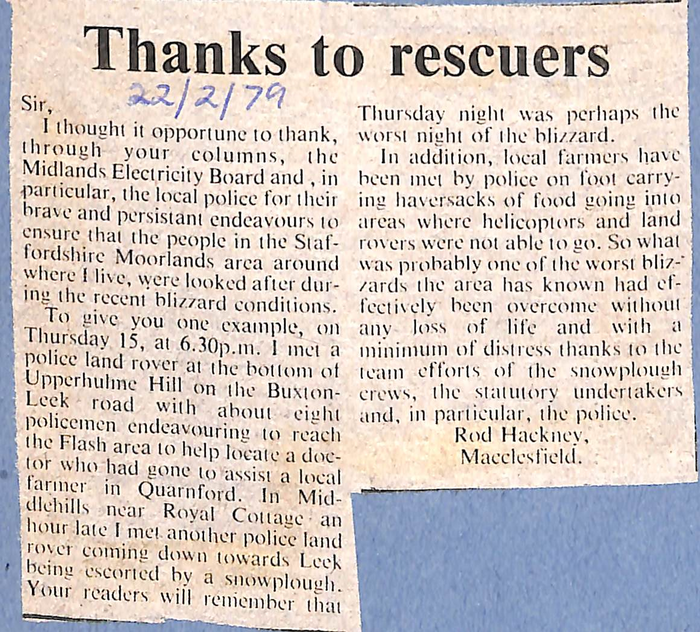 Thanks to rescuers
22/2/79
Sir,
I thought it opportune to thank,
through your columns, the
Midlands Electricity Board and , in
particular, the local police for their
brave and persistant endeavours to
ensure that the people in the Staf-
fordshire Moorlands area around
where I live, were looked after dur-
ing the recent blizzard conditions.
To give you one example, on
Thursday 15, at 6.30p.m. I met a
police land rover at the bottom of
Upperhulme Hill on the Buxton-
Leek road with about eight
policemen endeavouring to reach
the Flash area to help locate a doc-
tor who had gone to assist a local
farmer in Quarnford. In Mid-
dlehills near Royal Cottage an
hour late I met another police land
rover coming down towards Leek
being escorted by a snowplough.
Your readers will remember that
Thursday night was perhaps the
worst night of the blizzard.
In addition, local farmers have
been met by police on foot carry-
ing haversacks of food going into
areas where helicoptors and land
rovers were not able to go. So what
was probably one of the worst bliz-
zards the area has known had ef-
fectively been overcome without
any loss of life and with a
minimum of distress thanks to the
team efforts of the snowplough
crews, the statutory undertakers
and, in particular, the police.
Rod Hackney,
Macclesfield.